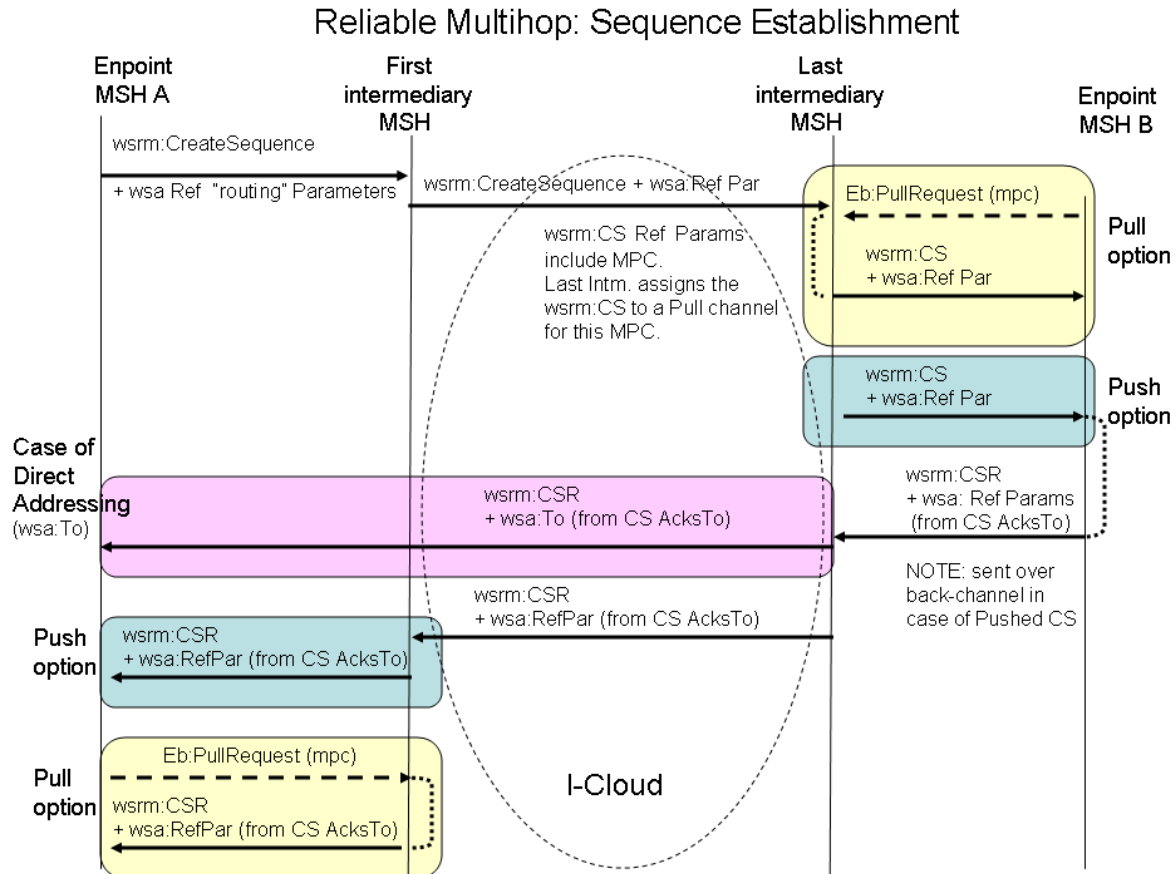 Reliable Multihop: Sequence Establishment
Enpoint
MSH A
First
intermediary
MSH
Last
intermediary
MSH
Enpoint
MSH B
wsrm:CreateSequence
+ wsa Ref "routing" Parameters
wsrm:CreateSequence + wsa:Ref Par
wsrm:CS Ref Params
include MPC.
Last Intm. assigns the
wsrm:CS to a Pull channel
for this MPC.
Eb:PullRequest (mpc)
wsrm:CS
+ wsa:Ref Par
Pull
option
wsrm:CS
+ wsa:Ref Par
Push
option
Case of
Direct
Addressing
(wsa:To)
wsrm:CSR
+ wsa:To (from CS AcksTo)
wsrm:CSR
+ wsa: Ref Params
(from CS AcksTo)
NOTE: sent over
back-channel in
case of Pushed CS
wsrm:CSR
+ wsa:RefPar (from CS AcksTo)
Push
option
wsrm:CSR
+ wsa:RefPar (from CS AcksTo)
Pull
option
Eb:PullRequest (mpc)
wsrm:CSR
+ wsa:RefPar (from CS AcksTo)
I-Cloud